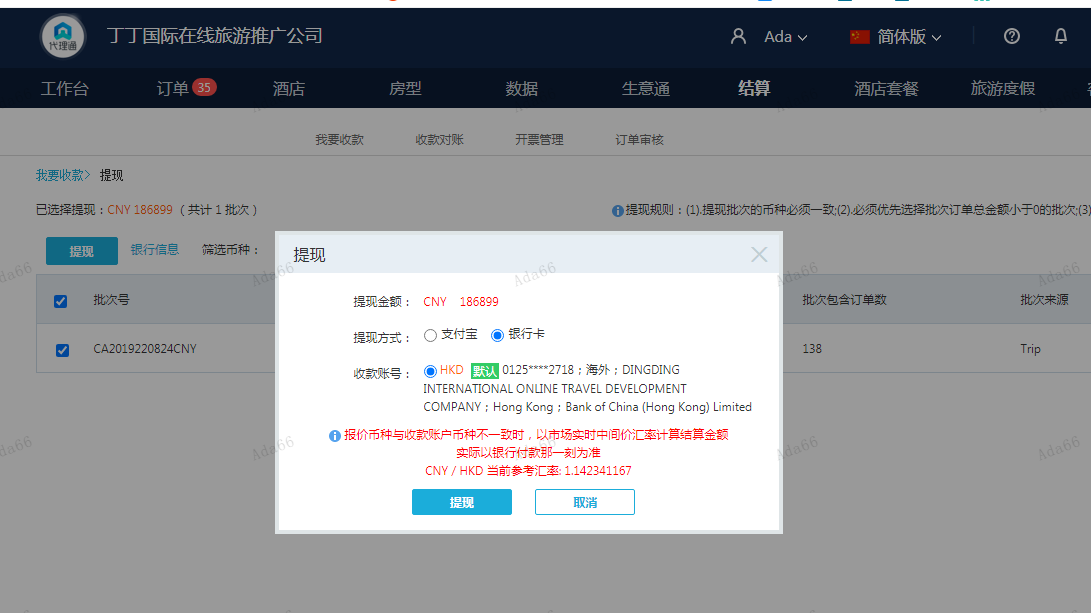 代理通
丁丁国际在线旅游推广公司
Ada
简体版
工作台 订单 35 酒店 房型 数据 生意通 结算 酒店套餐 旅游度假
我要收款 收款对账 开票管理 订单审核
我要收款> 提现
已选择提现：CNY 186899 （ 共计 1 批次 ）
提现规则：(1).提现批次的币种必须一致;(2).必须优先选择批次订单总金额小于0的批次;(3)
提现 银行信息 筛选币种：
批次号 批次包含订单数 批次来源
CA2019220824CNY 138 Trip
提现
提现金额： CNY 186899
提现方式： 支付宝 银行卡
收款账号： HKD 默认 0125****2718；海外；DINGDING
INTERNATIONAL ONLINE TRAVEL DEVELOPMENT
COMPANY；Hong Kong；Bank of China (Hong Kong) Limited
报价币种与收款账户币种不一致时，以市场实时中间价汇率计算结算金额
实际以银行付款那一刻为准
CNY / HKD 当前参考汇率: 1.142341167
提现 取消
Ada66
Ada66
Ada66
Ada66
Ada66
Ada66
Ada66
Ada66